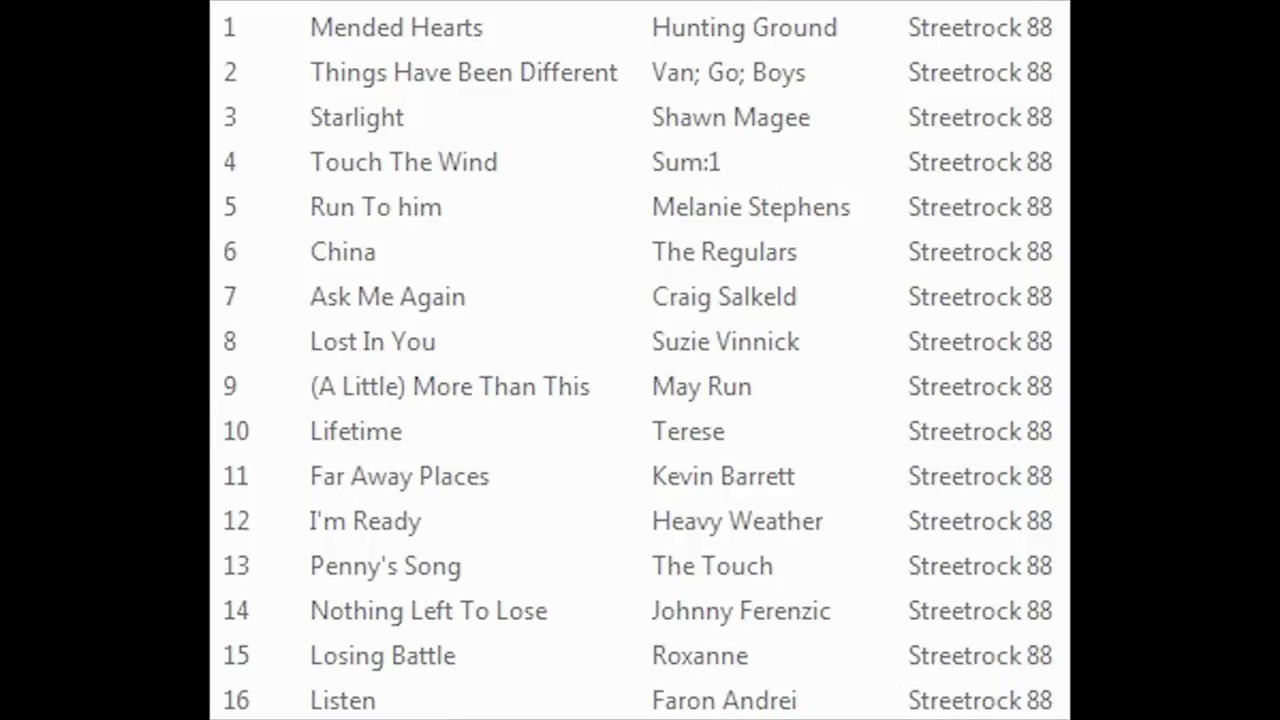 1 Mended Hearts Hunting Ground Streetrock 88
2 Things Have Been Different Van; Go; Boys Streetrock 88
3 Starlight Shawn Magee Streetrock 88
4 Touch The Wind Sum:1 Streetrock 88
5 Run To him Melanie Stephens Streetrock 88
6 China The Regulars Streetrock 88
7 Ask Me Again Craig Salkeld Streetrock 88
8 Lost In You Suzie Vinnick Streetrock 88
9 (A Little) More Than This May Run Streetrock 88
10 Lifetime Terese Streetrock 88
11 Far Away Places Kevin Barrett Streetrock 88
12 I'm Ready Heavy Weather Streetrock 88
13 Penny's Song The Touch Streetrock 88
14 Nothing Left To Lose Johnny Ferenzic Streetrock 88
15 Losing Battle Roxanne Streetrock 88
16 Listen Faron Andrei Streetrock 88